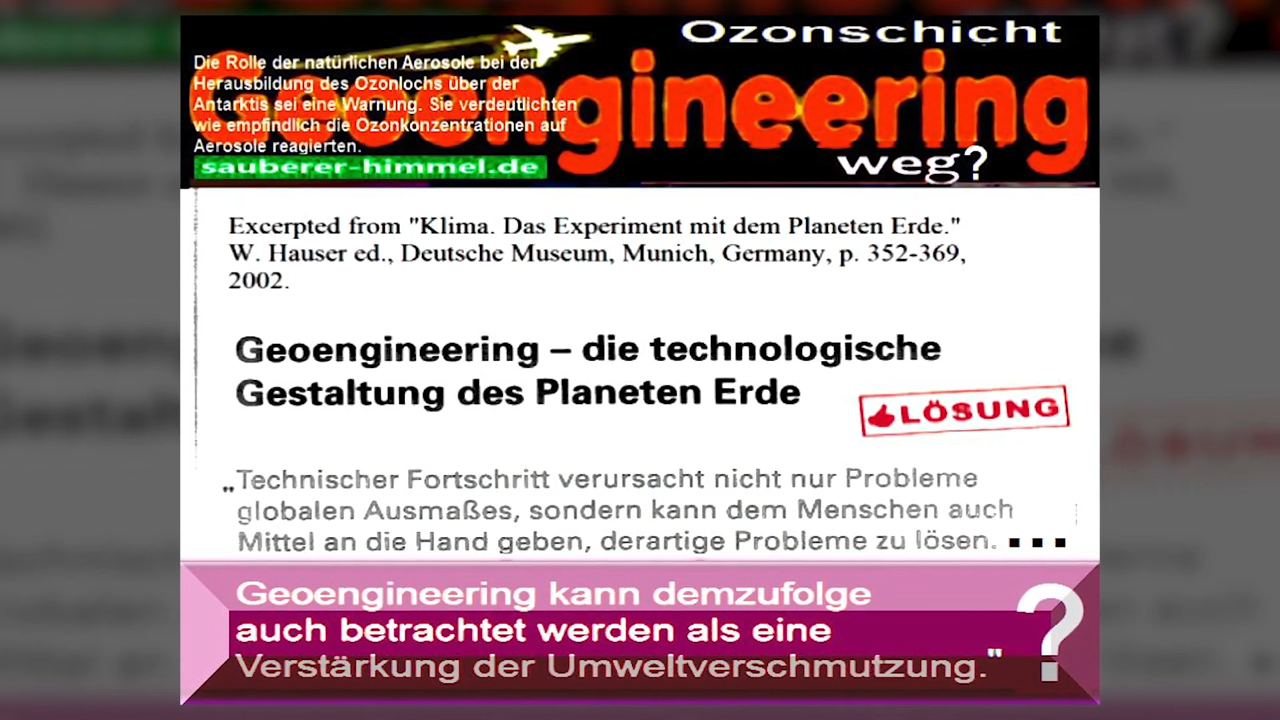 Ozonschicht
Geoengineering
weg?
Die Rolle der natürlichen Aerosole bei der
Herausbildung des Ozonlochs über der
Antarktis sei eine Warnung. Sie verdeutlichten
wie empfindlich die Ozonkonzentrationen auf
Aerosole reagierten.
sauberer-himmel.de
Excerpted from "Klima. Das Experiment mit dem Planeten Erde."
W. Hauser ed., Deutsche Museum, Munich, Germany, p. 352-369,
2002.
Geoengineering – die technologische
Gestaltung des Planeten Erde
LÖSUNG
„Technischer Fortschritt verursacht nicht nur Probleme
globalen Ausmaßes, sondern kann dem Menschen auch
Mittel an die Hand geben, derartige Probleme zu lösen. ...
Geoengineering kann demzufolge
auch betrachtet werden als eine
Verstärkung der Umweltverschmutzung."
?